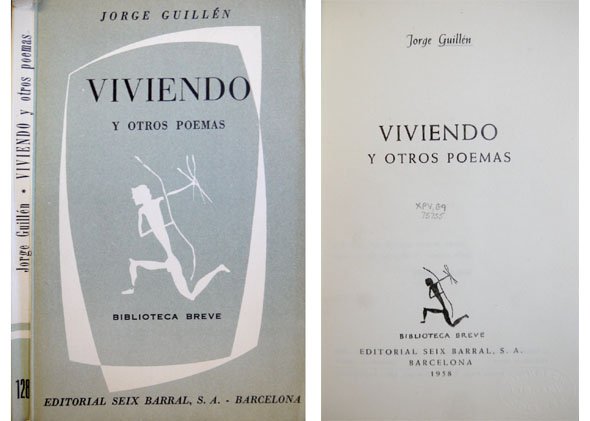 Jorge Guillén • VIVIENDO y otros poemas
128
JORGE GUILLÉN
VIVIENDO
Y OTROS POEMAS
BIBLIOTECA BREVE
EDITORIAL SEIX BARRAL, S. A. - BARCELONA
Jorge Guillén
VIVIENDO
Y OTROS POEMAS
BIBLIOTECA BREVE
EDITORIAL SEIX BARRAL, S. A.
BARCELONA
1958